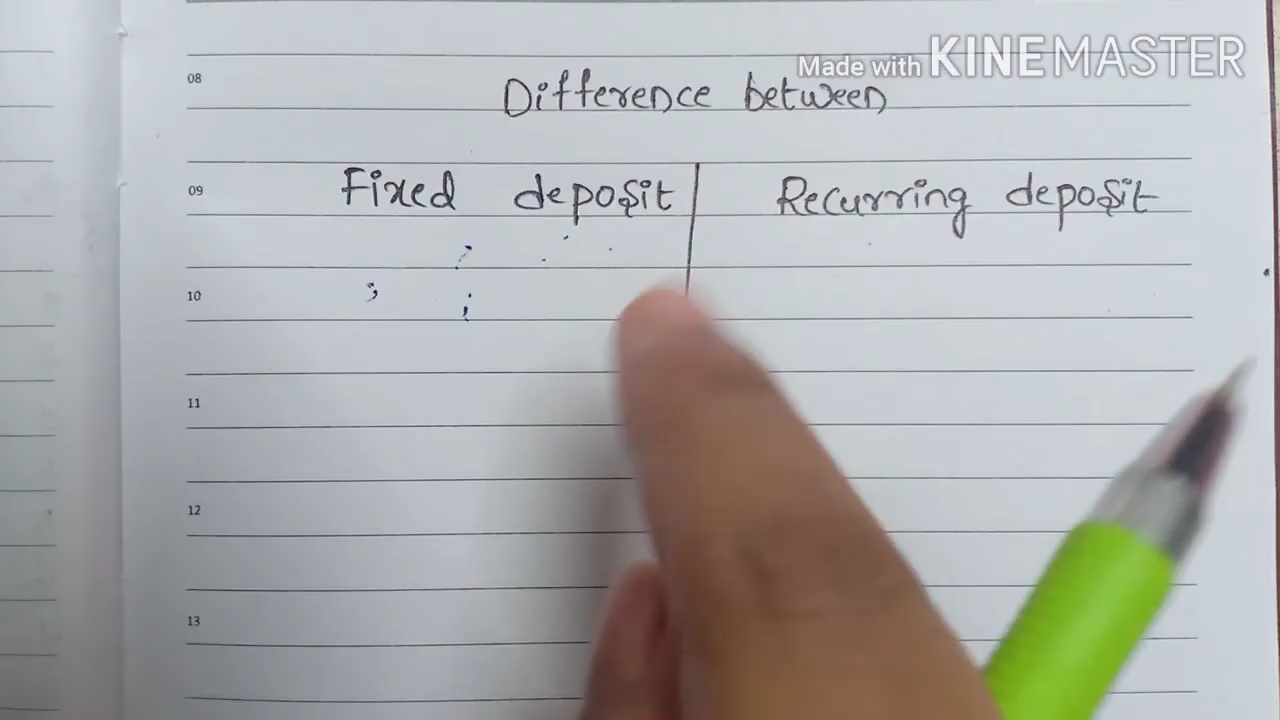 Made with KINEMASTER
08
Difference between
09
Fixed deposit
Recurring deposit
10
11
12
13